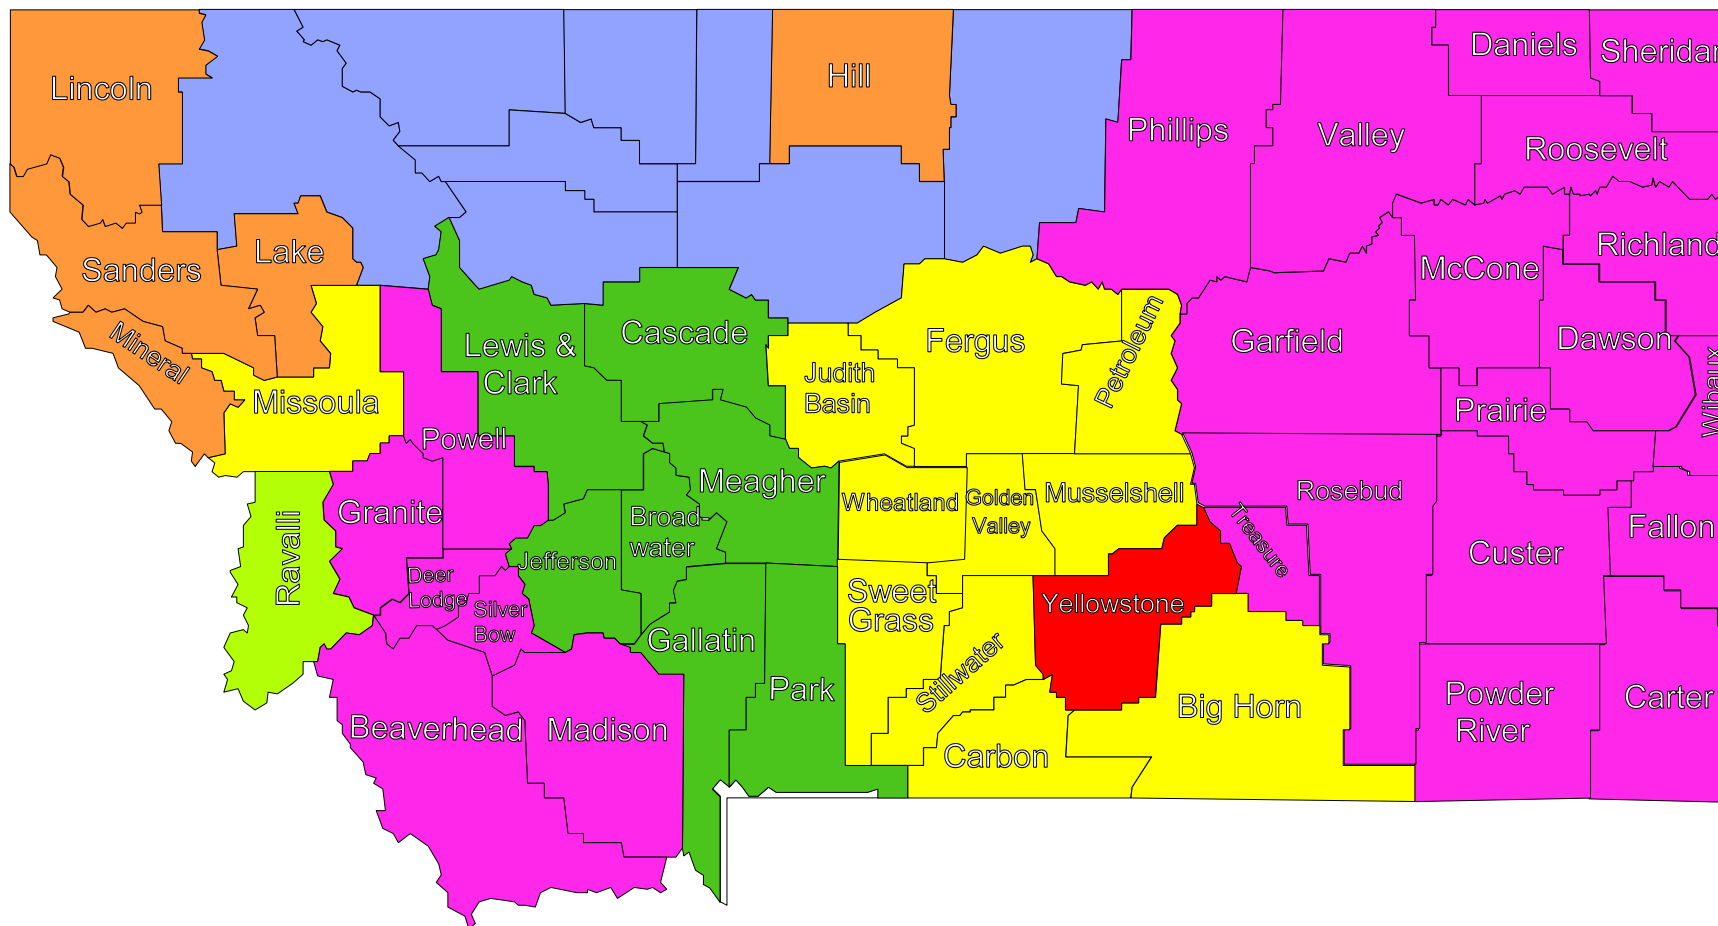 Lincoln
Hill
Daniels
Sheridan
Phillips
Valley
Roosevelt
Sanders
Lake
Richland
McCone
Mineral
Lewis &
Clark
Cascade
Fergus
Petroleum
Garfield
Dawson
Wibaux
Missoula
Judith
Basin
Powell
Prairie
Meagher
Wheatland
Golden
Valley
Musselshell
Rosebud
Granite
Broad-
water
Treasure
Fallon
Custer
Ravalli
Jefferson
Deer
Lodge
Silver
Bow
Sweet
Grass
Yellowstone
Gallatin
Stillwater
Park
Big Horn
Powder
River
Carter
Beaverhead
Madison
Carbon